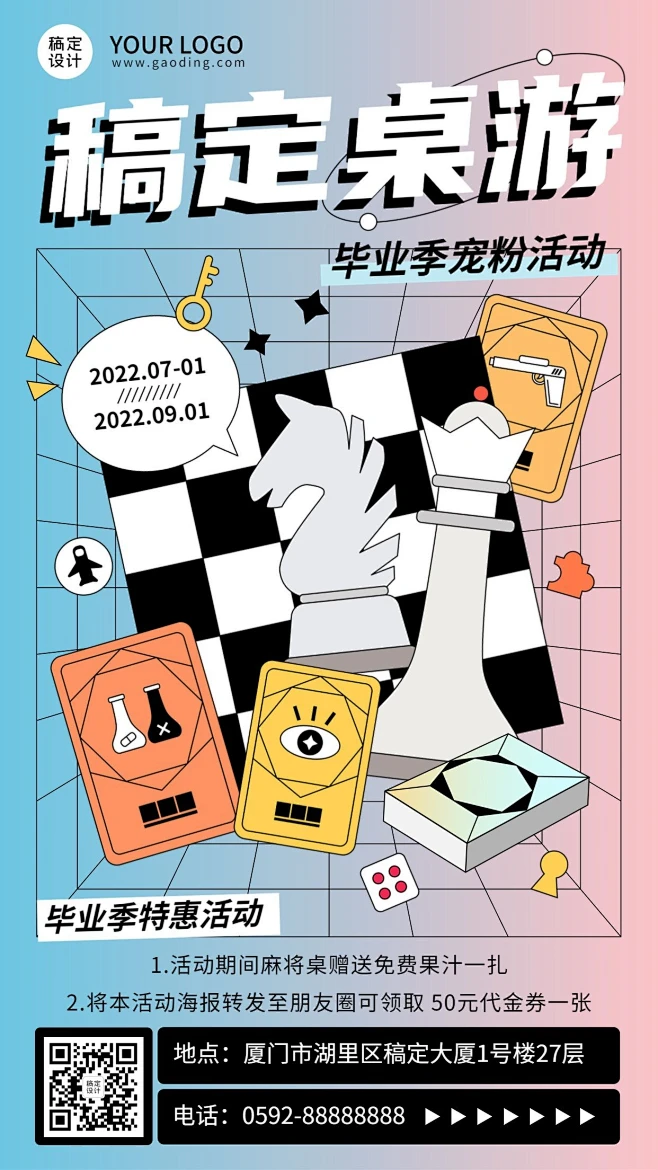 稿定
设计
YOUR LOGO
www.gaoding.com
稿定桌游
毕业季宠粉活动
2022.07-01
/////////
2022.09.01
毕业季特惠活动
1.活动期间麻将桌赠送免费果汁一扎
2.将本活动海报转发至朋友圈可领取 50元代金券一张
稿定
设计
地点：厦门市湖里区稿定大厦1号楼27层
电话：0592-88888888